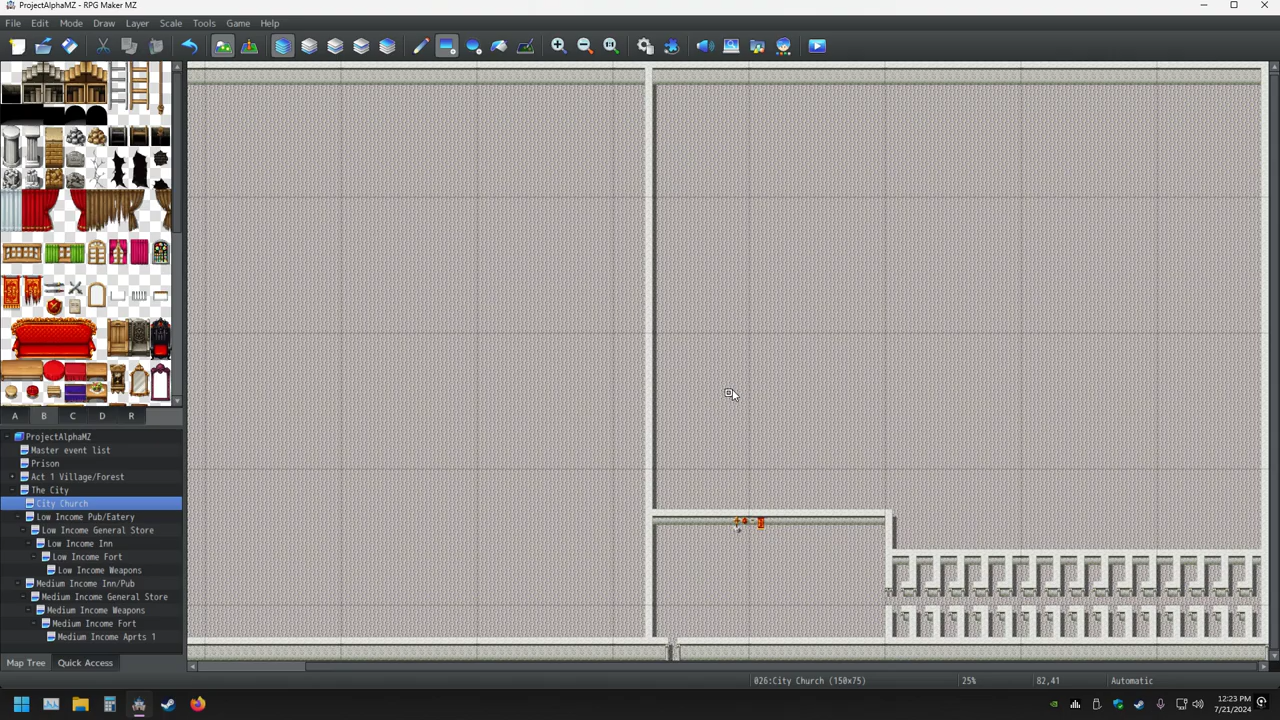 ProjectAlphaMZ - RPG Maker MZ
File Edit Mode Draw Layer Scale Tools Game Help
A B C D R
ProjectAlphaMZ
Master event list
Prison
Act 1 Village/Forest
The City
City Church
Low Income Pub/Eatery
Low Income General Store
Low Income Inn
Low Income Fort
Low Income Weapons
Medium Income Inn/Pub
Medium Income General Store
Medium Income Weapons
Medium Income Fort
Medium Income Aprts 1
Map Tree Quick Access
026:City Church (150×75) 25% 82,41 Automatic
12:23 PM
7/21/2024